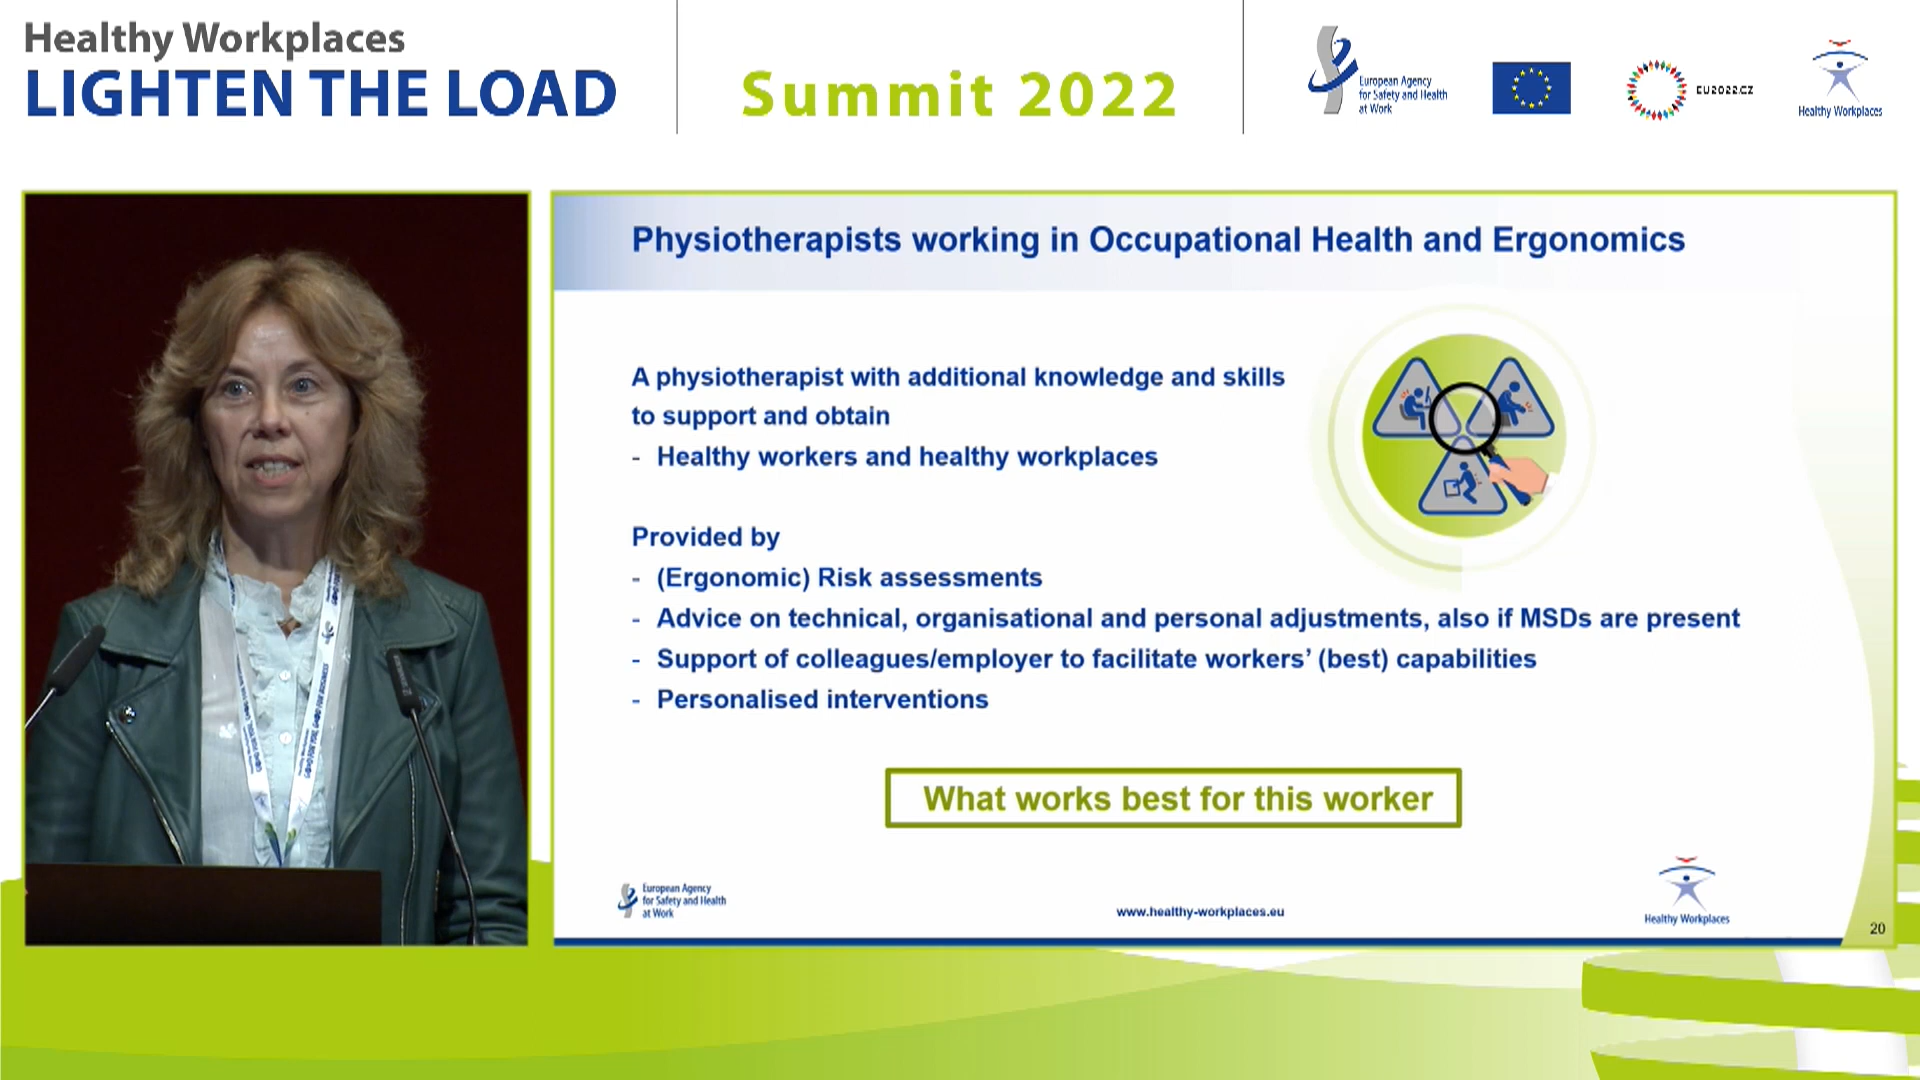 Healthy Workplaces
LIGHTEN THE LOAD
Summit 2022
European Agency
for Safety and Health
at Work
EU2022.CZ
Healthy Workplaces
Physiotherapists working in Occupational Health and Ergonomics
A physiotherapist with additional knowledge and skills
to support and obtain
- Healthy workers and healthy workplaces
Provided by
- (Ergonomic) Risk assessments
- Advice on technical, organisational and personal adjustments, also if MSDs are present
- Support of colleagues/employer to facilitate workers’ (best) capabilities
- Personalised interventions
What works best for this worker
European Agency
for Safety and Health
at Work
www.healthy-workplaces.eu
Healthy Workplaces
20